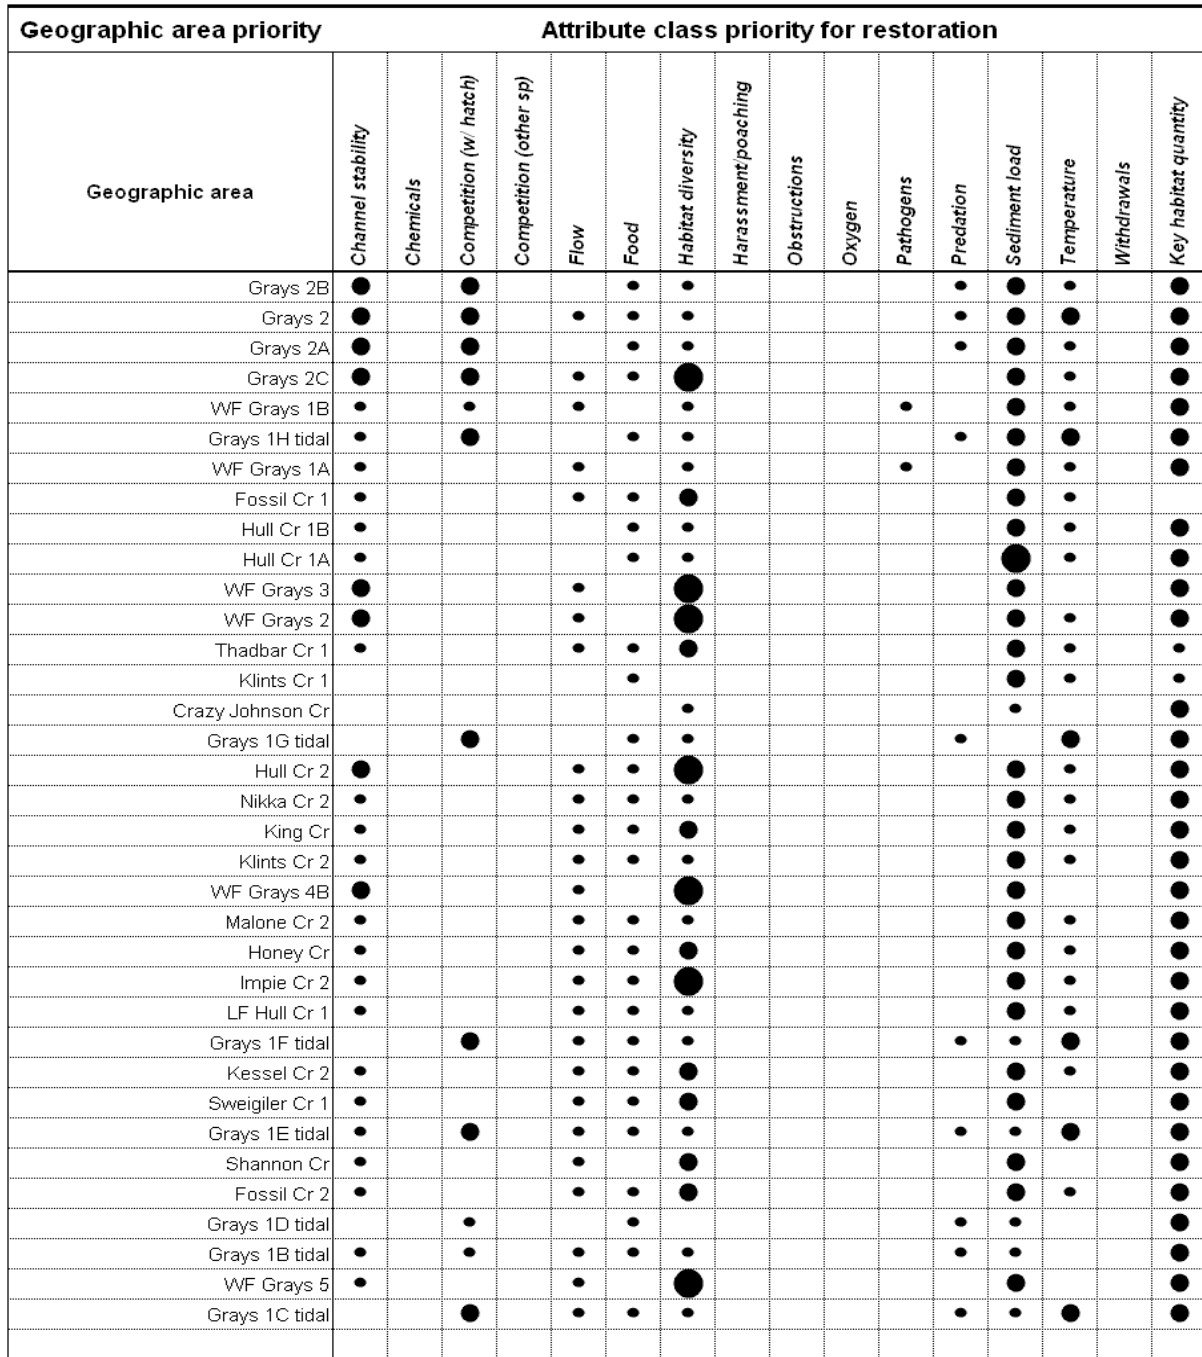 Geographic area priority Attribute class priority for restoration
Geographic area
Channel stability
Chemicals
Competition (w/ hatch)
Competition (other sp)
Flow
Food
Habitat diversity
Harassment/poaching
Obstructions
Oxygen
Pathogens
Predation
Sediment load
Temperature
Withdrawals
Key habitat quantity
Grays 2B
Grays 2
Grays 2A
Grays 2C
WF Grays 1B
Grays 1H tidal
WF Grays 1A
Fossil Cr 1
Hull Cr 1B
Hull Cr 1A
WF Grays 3
WF Grays 2
Thadbar Cr 1
Klints Cr 1
Crazy Johnson Cr
Grays 1G tidal
Hull Cr 2
Nikka Cr 2
King Cr
Klints Cr 2
WF Grays 4B
Malone Cr 2
Honey Cr
Impie Cr 2
LF Hull Cr 1
Grays 1F tidal
Kessel Cr 2
Sweigiler Cr 1
Grays 1E tidal
Shannon Cr
Fossil Cr 2
Grays 1D tidal
Grays 1B tidal
WF Grays 5
Grays 1C tidal